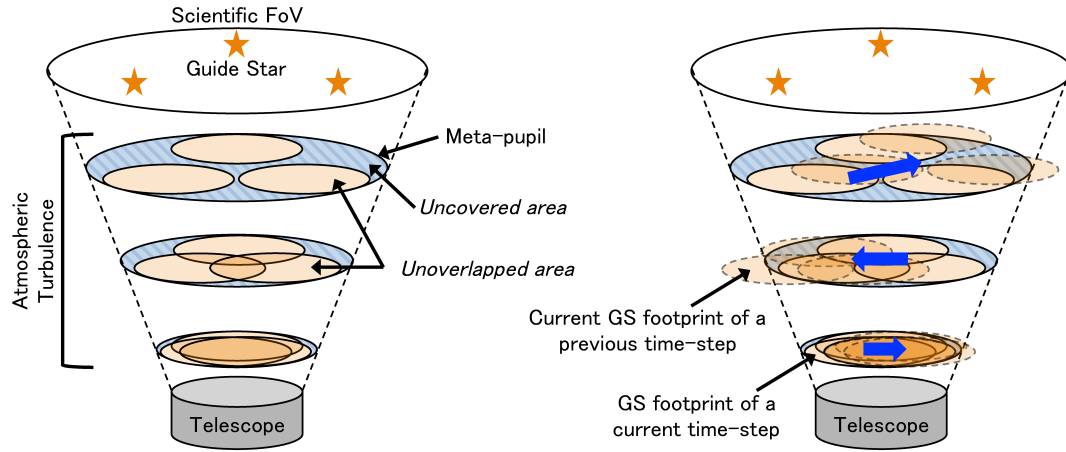 Scientific FoV
Guide Star
Meta-pupil
Uncovered area
Unoverlapped area
Atmospheric
Turbulence
Telescope
Current GS footprint of a
previous time-step
GS footprint of a
current time-step
Telescope